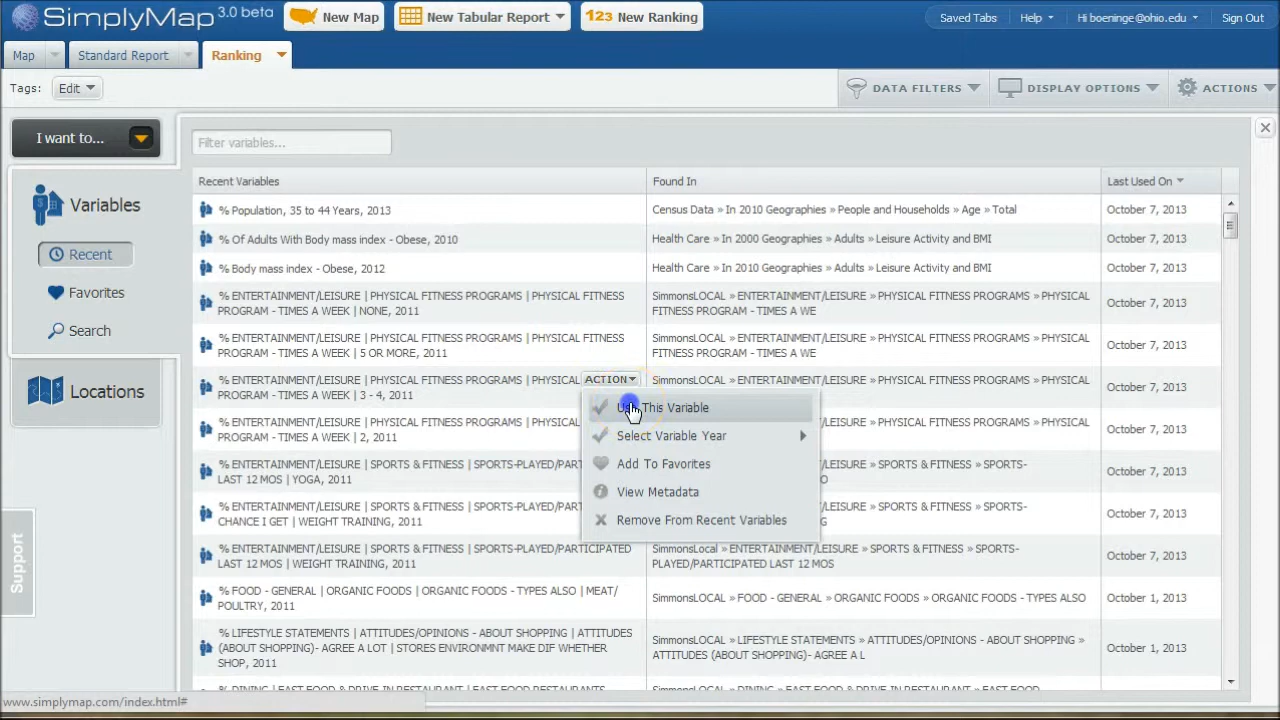 SimplyMap 3.0 beta
New Map
New Tabular Report
123 New Ranking
Saved Tabs
Help
Hi boeninge@ohio.edu
Sign Out
Map
Standard Report
Ranking
Tags:
Edit
DATA FILTERS
DISPLAY OPTIONS
ACTIONS
I want to...
Variables
Recent
Favorites
Search
Locations
Support
Filter variables...
Recent Variables
Found In
Last Used On
% Population, 35 to 44 Years, 2013
Census Data » In 2010 Geographies » People and Households » Age » Total
October 7, 2013
% Of Adults With Body mass index - Obese, 2010
Health Care » In 2000 Geographies » Adults » Leisure Activity and BMI
October 7, 2013
% Body mass index - Obese, 2012
Health Care » In 2010 Geographies » Adults » Leisure Activity and BMI
October 7, 2013
% ENTERTAINMENT/LEISURE | PHYSICAL FITNESS PROGRAMS | PHYSICAL FITNESS
PROGRAM - TIMES A WEEK | NONE, 2011
SimmonsLOCAL » ENTERTAINMENT/LEISURE » PHYSICAL FITNESS PROGRAMS » PHYSICAL
FITNESS PROGRAM - TIMES A WE
October 7, 2013
% ENTERTAINMENT/LEISURE | PHYSICAL FITNESS PROGRAMS | PHYSICAL FITNESS
PROGRAM - TIMES A WEEK | 5 OR MORE, 2011
SimmonsLOCAL » ENTERTAINMENT/LEISURE » PHYSICAL FITNESS PROGRAMS » PHYSICAL
FITNESS PROGRAM - TIMES A WE
October 7, 2013
% ENTERTAINMENT/LEISURE | PHYSICAL FITNESS PROGRAMS | PHYSICAL
PROGRAM - TIMES A WEEK | 3 - 4, 2011
SimmonsLOCAL » ENTERTAINMENT/LEISURE » PHYSICAL FITNESS PROGRAMS » PHYSICAL
October 7, 2013
ACTION
Use This Variable
Select Variable Year
Add To Favorites
View Metadata
Remove From Recent Variables
% ENTERTAINMENT/LEISURE | PHYSICAL FITNESS PROGRAMS | PHYSICAL
PROGRAM - TIMES A WEEK | 2, 2011
PHYSICAL FITNESS PROGRAMS » PHYSICAL
October 7, 2013
% ENTERTAINMENT/LEISURE | SPORTS & FITNESS | SPORTS-PLAYED/PART
LAST 12 MOS | YOGA, 2011
SPORTS & FITNESS » SPORTS-
October 7, 2013
% ENTERTAINMENT/LEISURE | SPORTS & FITNESS | SPORTS-PLAYED
CHANCE I GET | WEIGHT TRAINING, 2011
SPORTS & FITNESS » SPORTS-
October 7, 2013
% ENTERTAINMENT/LEISURE | SPORTS & FITNESS | SPORTS-PLAYED/PARTICIPATED
LAST 12 MOS | WEIGHT TRAINING, 2011
SimmonsLocal » ENTERTAINMENT/LEISURE » SPORTS & FITNESS » SPORTS-
PLAYED/PARTICIPATED LAST 12 MOS
October 7, 2013
% FOOD - GENERAL | ORGANIC FOODS | ORGANIC FOODS - TYPES ALSO | MEAT/
POULTRY, 2011
SimmonsLOCAL » FOOD - GENERAL » ORGANIC FOODS » ORGANIC FOODS - TYPES ALSO
October 1, 2013
% LIFESTYLE STATEMENTS | ATTITUDES/OPINIONS - ABOUT SHOPPING | ATTITUDES
(ABOUT SHOPPING)- AGREE A LOT | STORES ENVIRONMNT MAKE DIF WHETHER
SHOP, 2011
SimmonsLOCAL » LIFESTYLE STATEMENTS » ATTITUDES/OPINIONS - ABOUT SHOPPING »
ATTITUDES (ABOUT SHOPPING)- AGREE A L
October 1, 2013
% DINING | FAST FOOD & DRIVE-IN RESTAURANT | FAST FOOD RESTAURANTS
www.simplymap.com/index.html#